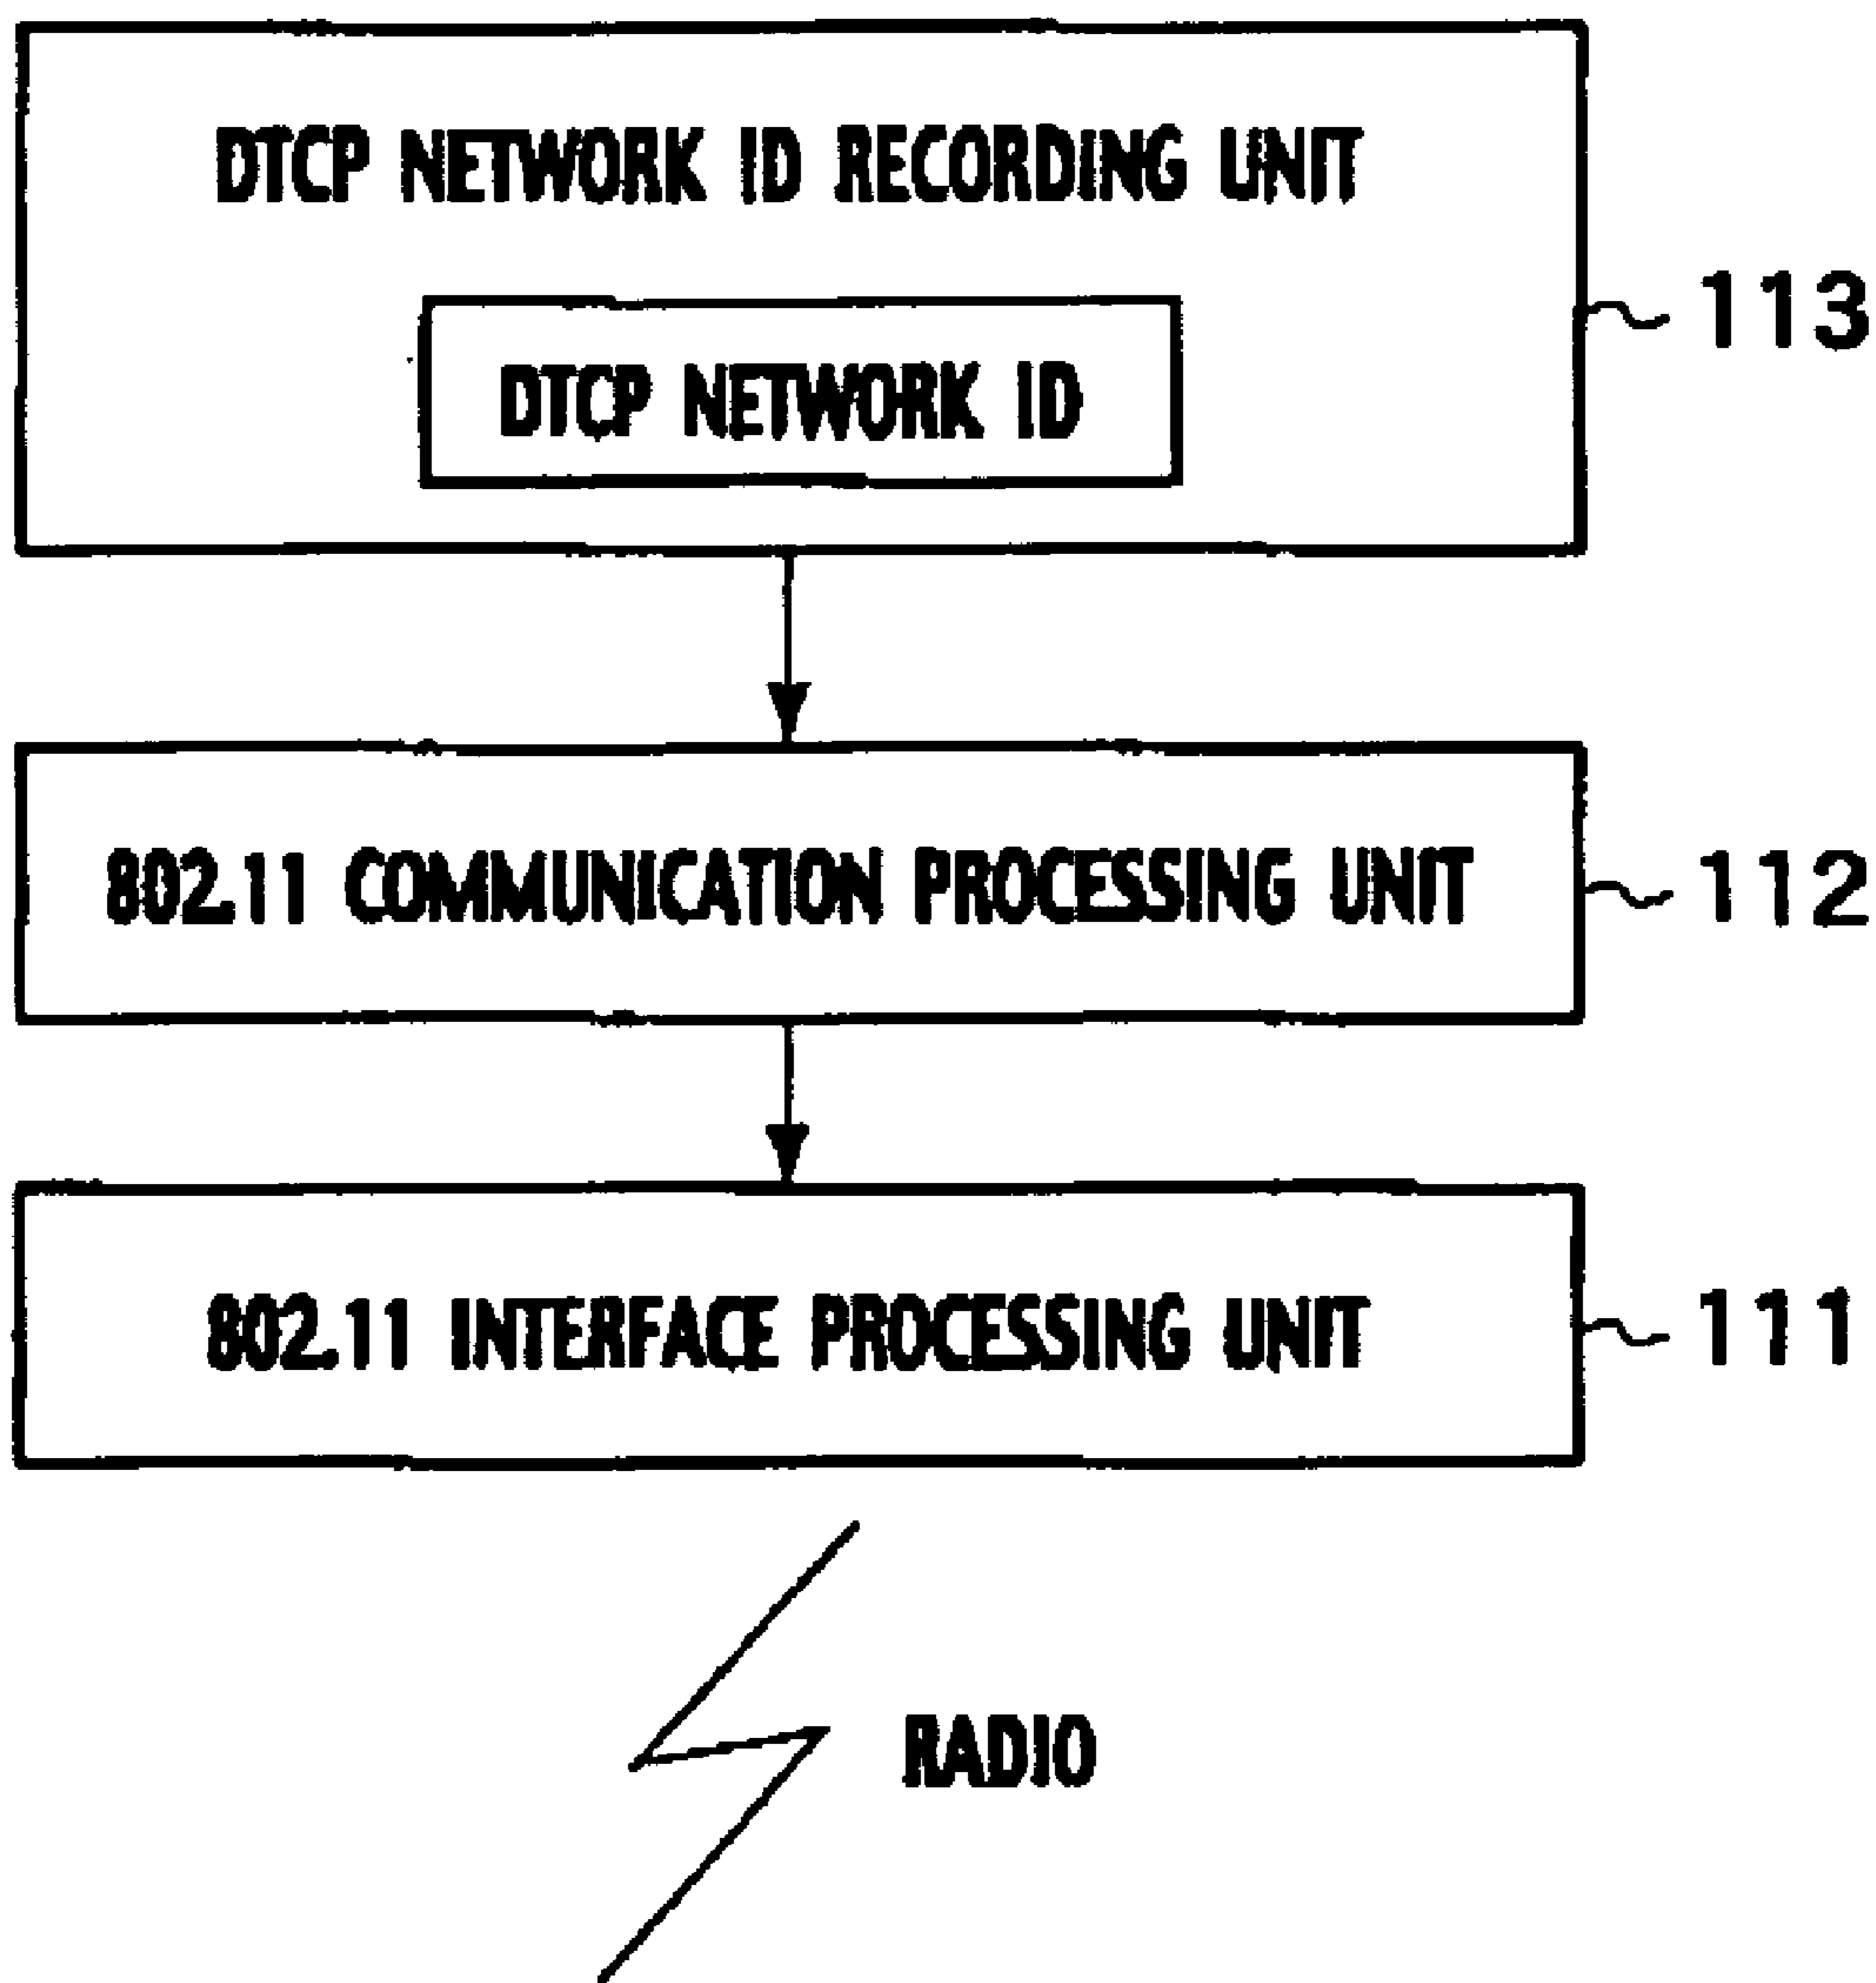 DTCP NETWORK ID RECORDING UNIT
113
DTCP NETWORK ID
802.11 COMMUNICATION PROCESSING UNIT
112
802.11 INTERFACE PROCESSING UNIT
111
RADIO